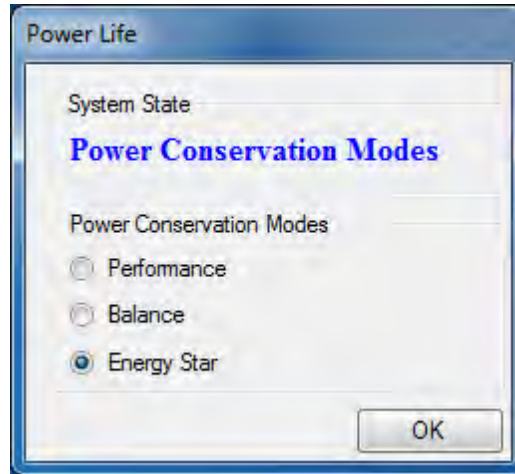 Power Life
System State
Power Conservation Modes
Power Conservation Modes
Performance
Balance
Energy Star
OK